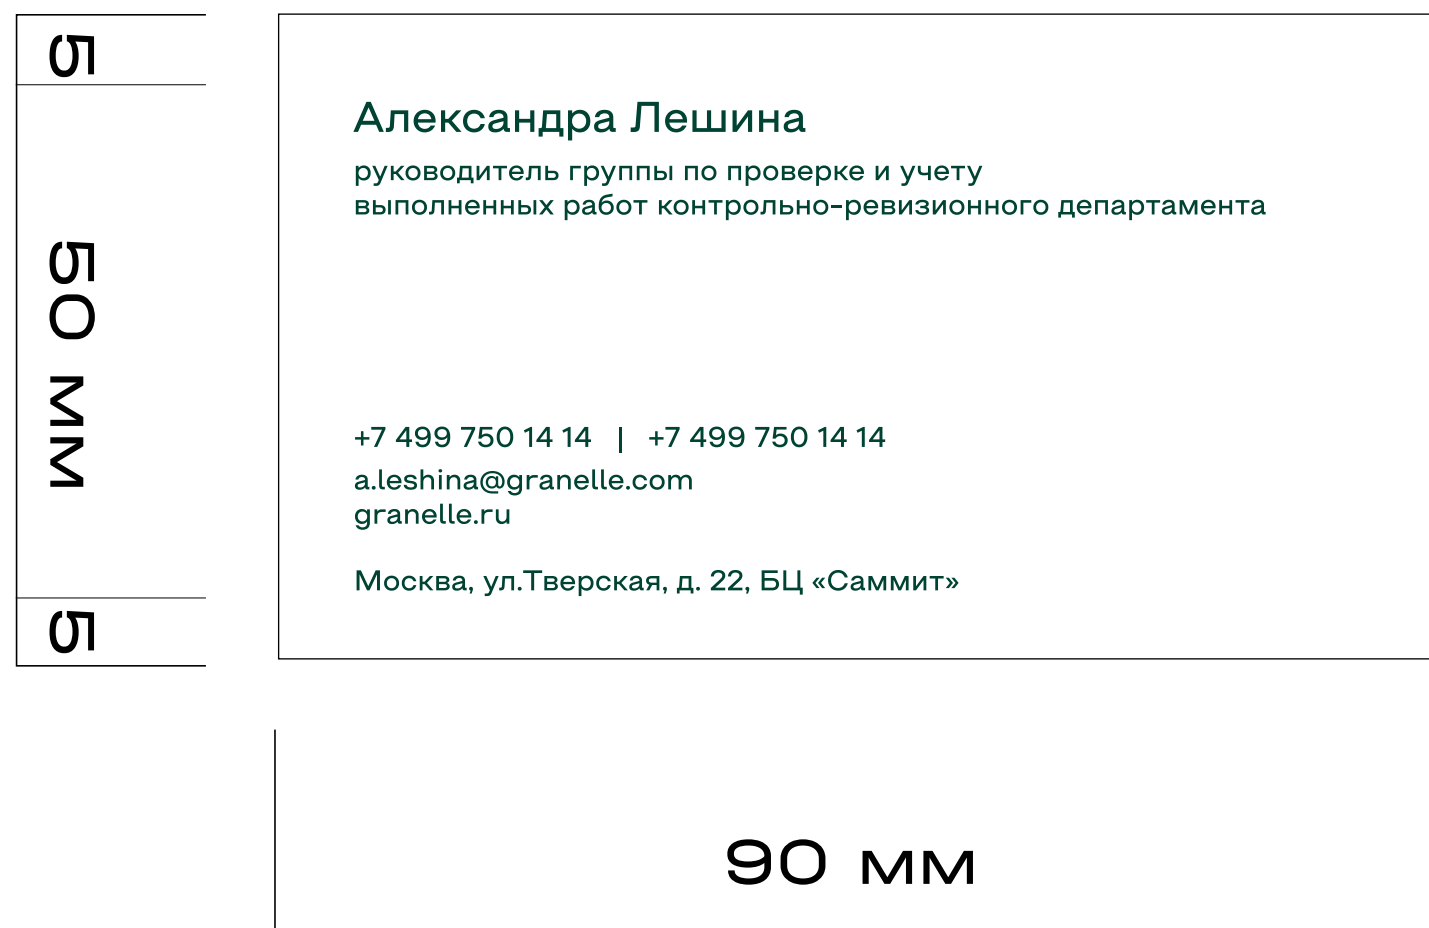 5
50 мм
5
Александра Лешина
руководитель группы по проверке и учету
выполненных работ контрольно-ревизионного департамента
+7 499 750 14 14 | +7 499 750 14 14
a.leshina@granelle.com
granelle.ru
Москва, ул.Тверская, д. 22, БЦ «Саммит»
90 мм